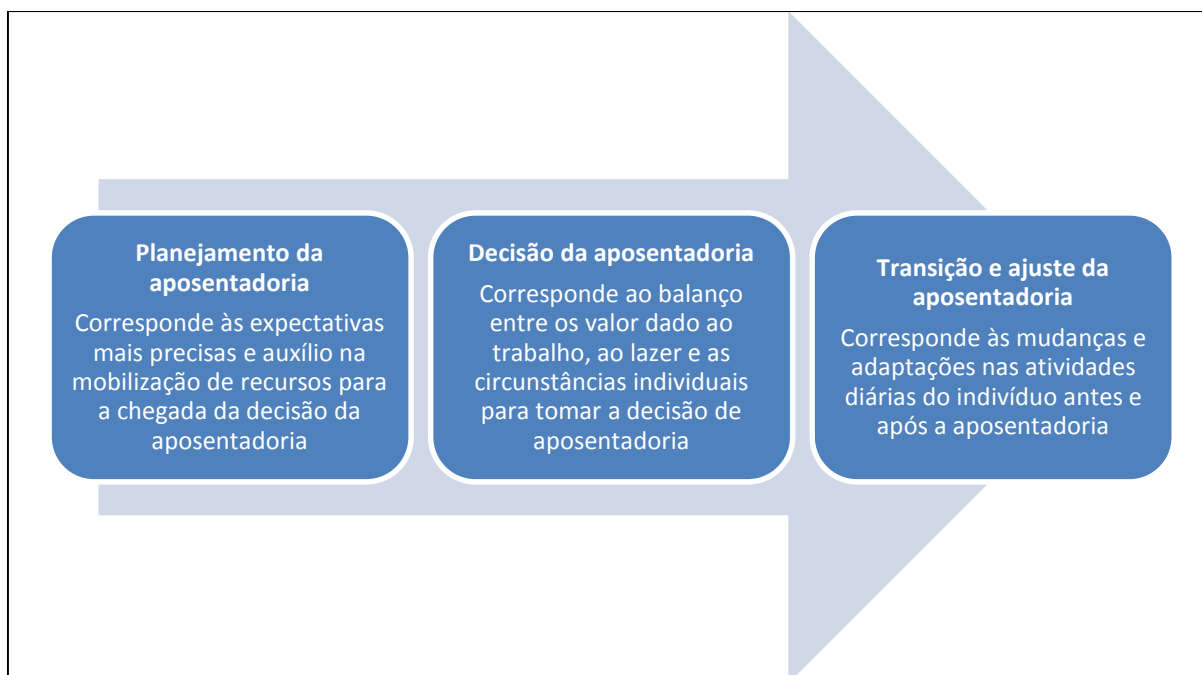 Planejamento da
aposentadoria
Corresponde às expectativas
mais precisas e auxílio na
mobilização de recursos para
a chegada da decisão da
aposentadoria
Decisão da aposentadoria
Corresponde ao balanço
entre os valor dado ao
trabalho, ao lazer e as
circunstâncias individuais
para tomar a decisão de
aposentadoria
Transição e ajuste da
aposentadoria
Corresponde às mudanças e
adaptações nas atividades
diárias do indivíduo antes e
após a aposentadoria